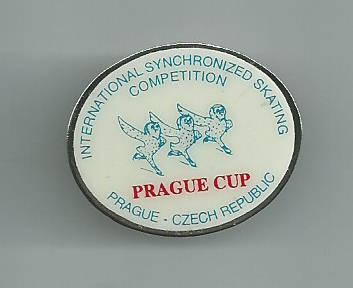 INTERNATIONAL SYNCHRONIZED SKATING
COMPETITION
PRAGUE CUP
PRAGUE - CZECH REPUBLIC